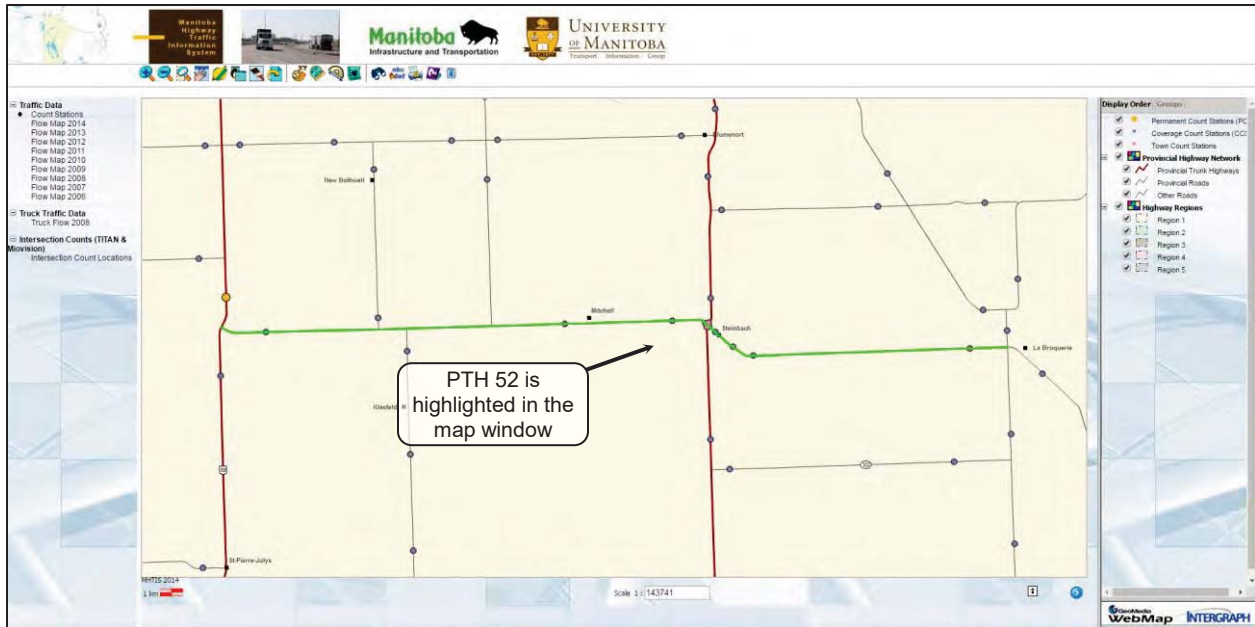 Manitoba
Highway
Traffic
Information
System
Manitoba
Infrastructure and Transportation
UNIVERSITY
OF MANITOBA
Transport Information Group
Traffic Data
Count Stations
Flow Map 2014
Flow Map 2013
Flow Map 2012
Flow Map 2011
Flow Map 2010
Flow Map 2009
Flow Map 2008
Flow Map 2007
Flow Map 2006
Truck Traffic Data
Truck Flow 2008
Intersection Counts (TITAN &
Miovision)
Intersection Count Locations
Blumenort
New Bothwell
Mitchell
Steinbach
La Broquerie
Kleefeld
PTH 52 is
highlighted in the
map window
St-Pierre-Jolys
MHTIS-2014
1 km
Scale 1 : 143741
Display Order Groups
Permanent Count Stations (PC
Coverage Count Stations (CCS
Town Count Stations
Provincial Highway Network
Provincial Trunk Highways
Provincial Roads
Other Roads
Highway Regions
Region 1
Region 2
Region 3
Region 4
Region 5
GeoMedia
WebMap INTERGRAPH